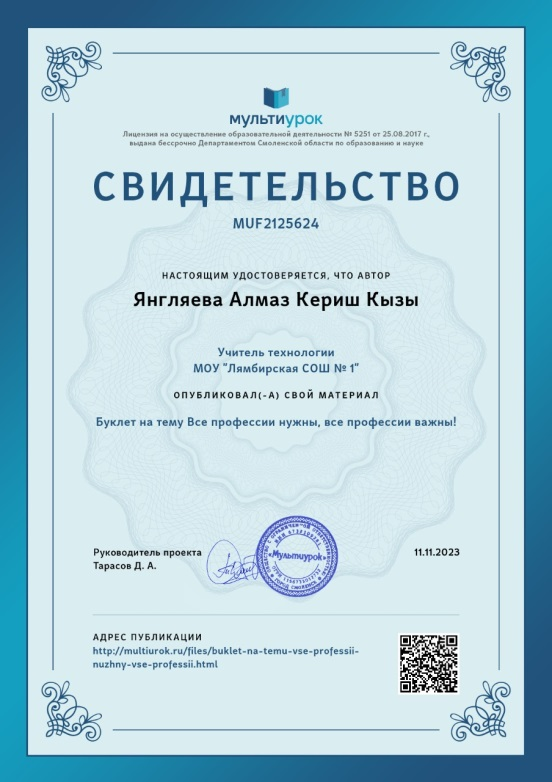 мультиурок
Лицензия на осуществление образовательной деятельности № 5251 от 25.08.2017 г.,
выдана бессрочно Департаментом Смоленской области по образованию и науке
СВИДЕТЕЛЬСТВО
MUF2125624
НАСТОЯЩИМ УДОСТОВЕРЯЕТСЯ, ЧТО АВТОР
Янгляева Алмаз Кериш Кызы
Учитель технологии
МОУ "Лямбирская СОШ № 1"
ОПУБЛИКОВАЛ(-А) СВОЙ МАТЕРИАЛ
Буклет на тему Все профессии нужны, все профессии важны!
Руководитель проекта
Тарасов Д. А.
«Мультиурок»
11.11.2023
АДРЕС ПУБЛИКАЦИИ
http://multiurok.ru/files/buklet-na-temu-vse-professii-
nuzhny-vse-professii.html